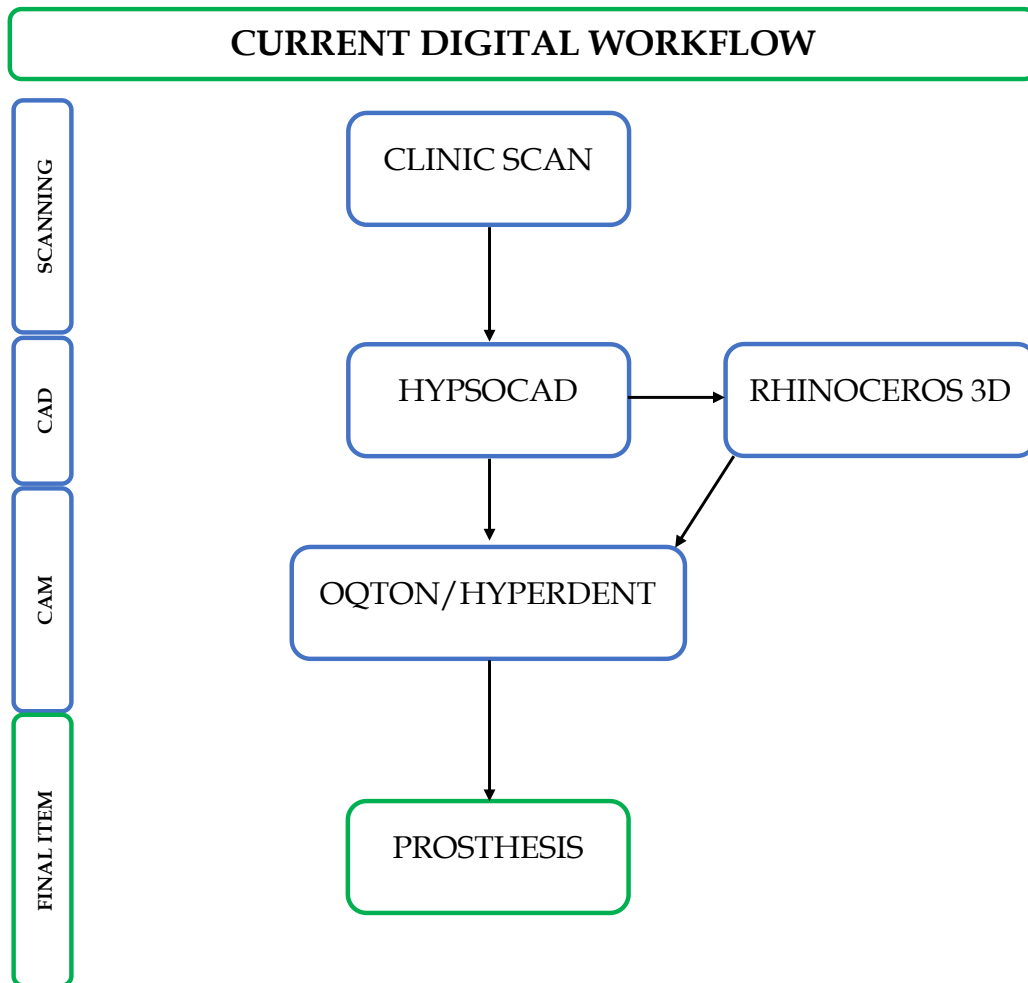 CURRENT DIGITAL WORKFLOW
SCANNING
CLINIC SCAN
CAD
HYPSOCAD
RHINOCEROS 3D
CAM
OQTON/HYPERDENT
FINAL ITEM
PROSTHESIS